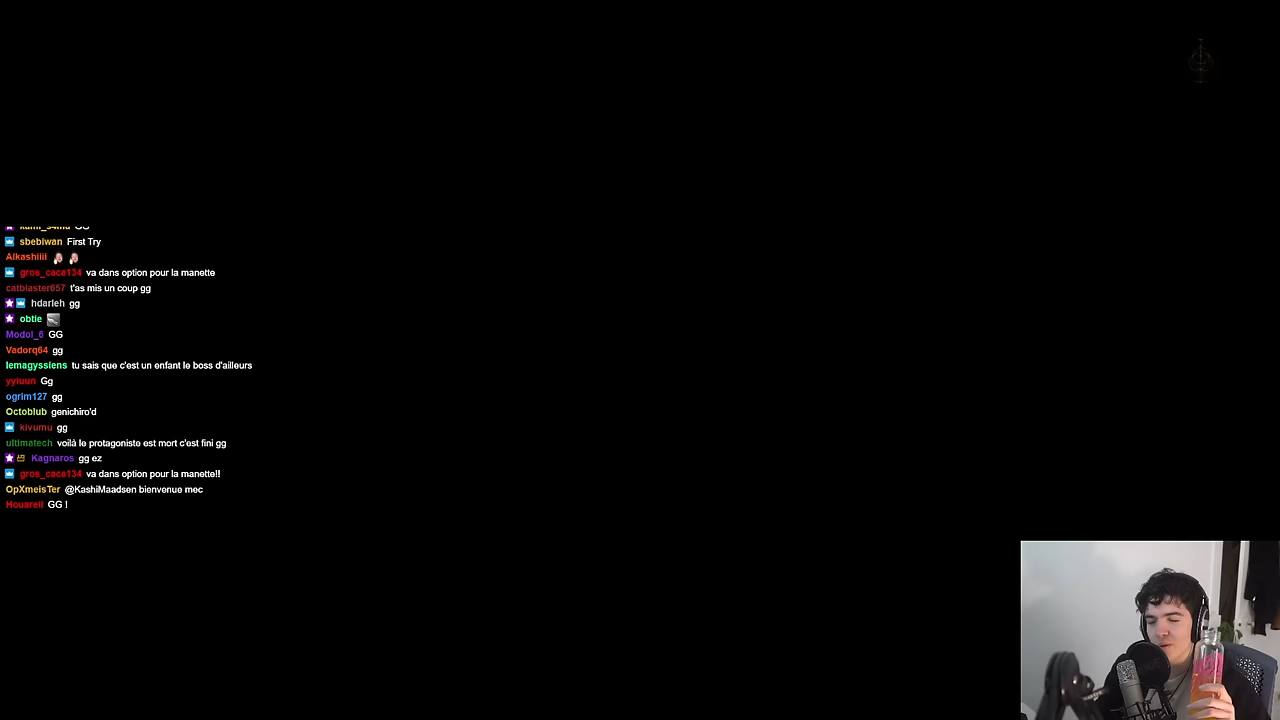 sbebiwan First Try
Alkashiiii
gros_caca134 va dans option pour la manette
catblaster657 t'as mis un coup gg
hdarleh gg
obtie
Modol_6 GG
Vadorq64 gg
lemagyssiens tu sais que c'est un enfant le boss d'ailleurs
yyiuun Gg
ogrim127 gg
Octoblub genichiro'd
kivumu gg
ultimatech voilà le protagoniste est mort c'est fini gg
Kagnaros gg ez
gros_caca134 va dans option pour la manette!!
OpXmeisTer @KashiMaadsen bienvenue mec
Houareil GG !